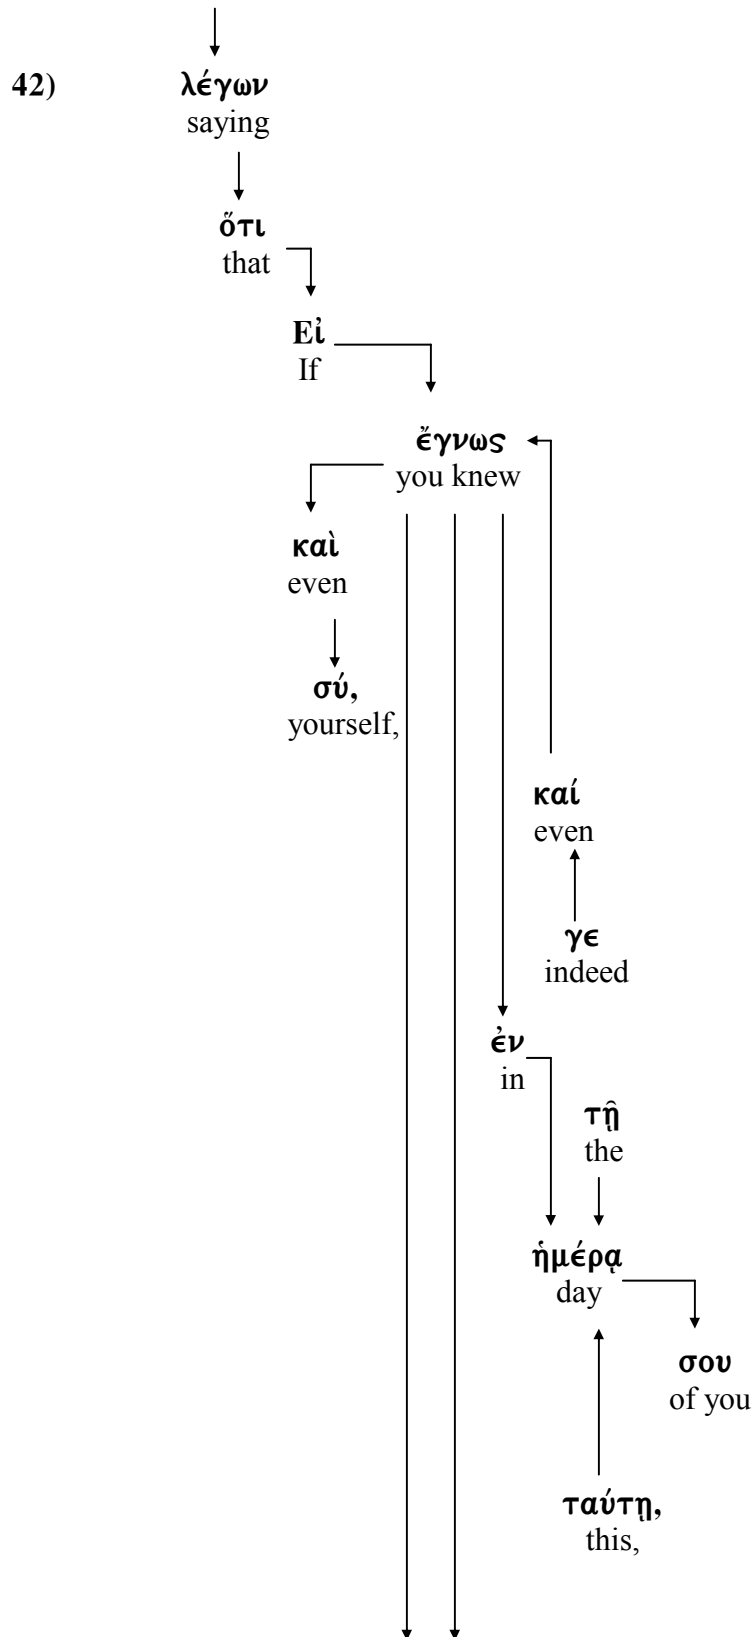 42) λέγων
saying
ὅτι
that
Εἰ
If
ἔγνως
you knew
καὶ
even
σύ,
yourself,
καί
even
γε
indeed
ἐν
in
τῇ
the
ἡμέρᾳ
day
σου
of you
ταύτῃ,
this,